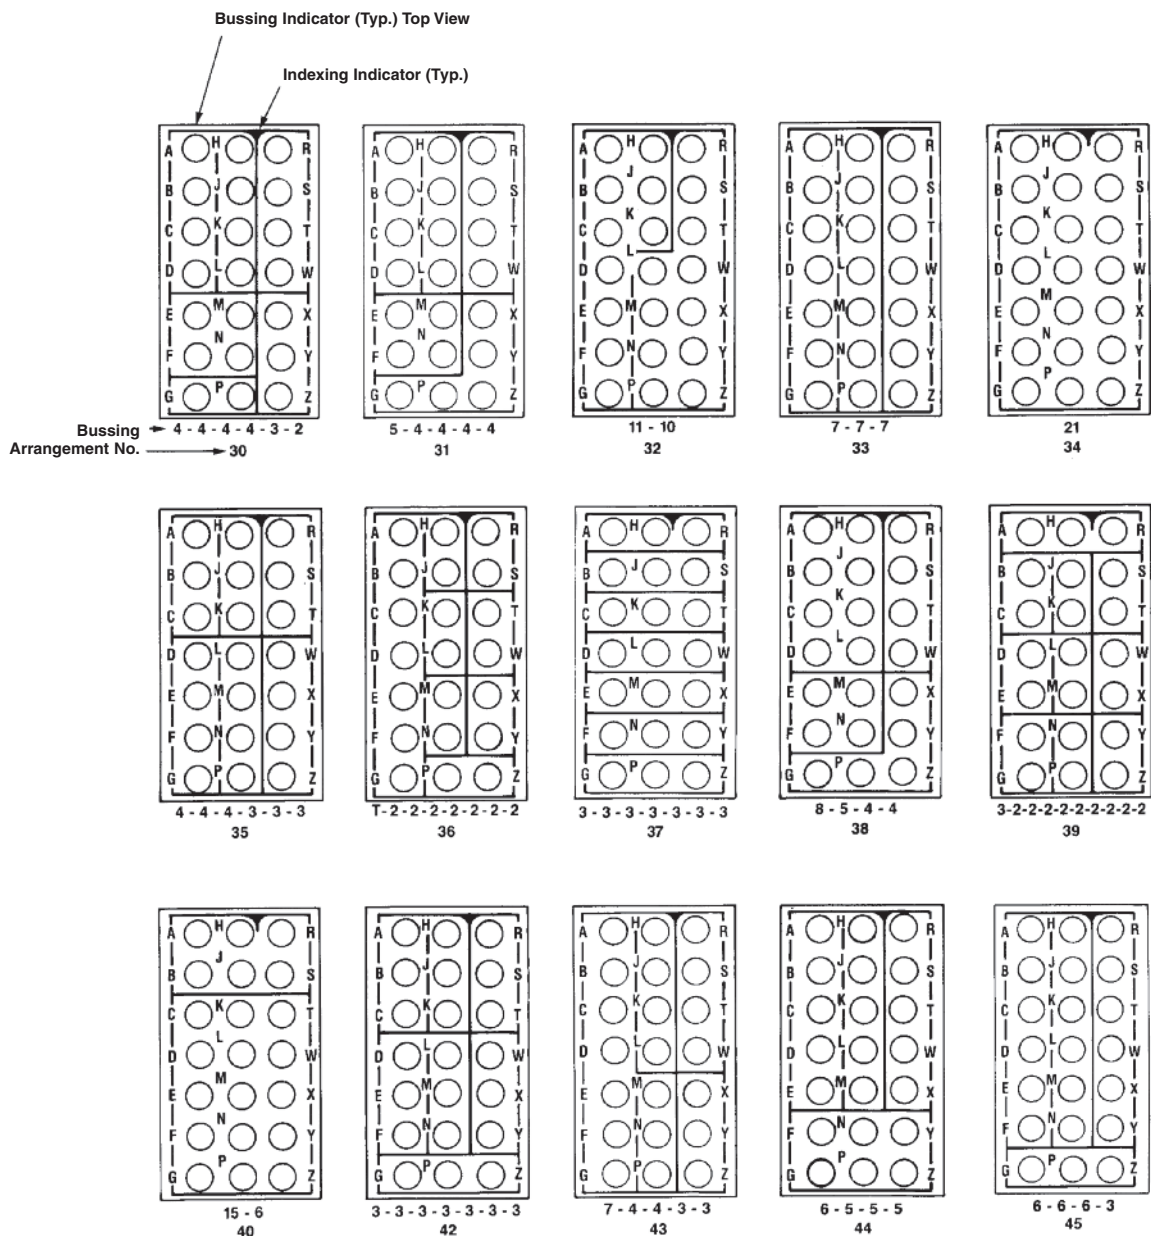 Bussing Indicator (Typ.) Top View
Indexing Indicator (Typ.)
A H R A H R A H R A H R A H R
B J S B J S B J S B J S B J S
C K T C K T C K T C K T C K T
D L W D L W D L W D L W D L W
E M X E M X E M X E M X E M X
F N Y F N Y F N Y F N Y F N Y
G P Z G P Z G P Z G P Z G P Z
Bussing 4 - 4 - 4 - 4 - 3 - 2 5 - 4 - 4 - 4 - 4 11 - 10 7 - 7 - 7 21
Arrangement No. 30 31 32 33 34
A H R A H R A H R A H R A H R
B J S B J S B J S B J S B J S
C K T C K T C K T C K T C K T
D L W D L W D L W D L W D L W
E M X E M X E M X E M X E M X
F N Y F N Y F N Y F N Y F N Y
G P Z G P Z G P Z G P Z G P Z
4 - 4 - 4 - 3 - 3 - 3 T-2-2-2-2-2-2-2 3 - 3 - 3 - 3 - 3 - 3 - 3 8 - 5 - 4 - 4 3-2-2-2-2-2-2-2-2-2
35 36 37 38 39
A H R A H R A H R A H R A H R
B J S B J S B J S B J S B J S
C K T C K T C K T C K T C K T
D L W D L W D L W D L W D L W
E M X E M X E M X E M X E M X
F N Y F N Y F N Y F N Y F N Y
G P Z G P Z G P Z G P Z G P Z
15 - 6 3 - 3 - 3 - 3 - 3 - 3 - 3 7 - 4 - 4 - 3 - 3 6 - 5 - 5 - 5 6 - 6 - 6 - 3
40 42 43 44 45